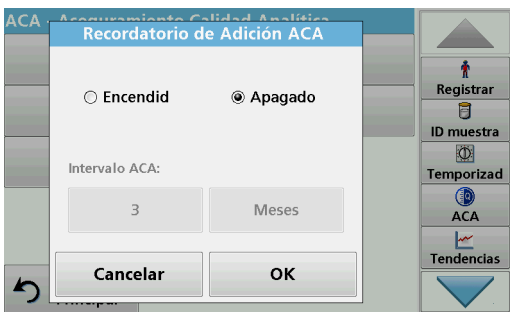 ACA - Aseguramiento Calidad Analítica
Recordatorio de Adición ACA
Encendid
Apagado
Intervalo ACA:
3
Meses
Cancelar
OK
Principal
Registrar
ID muestra
Temporizad
ACA
Tendencias